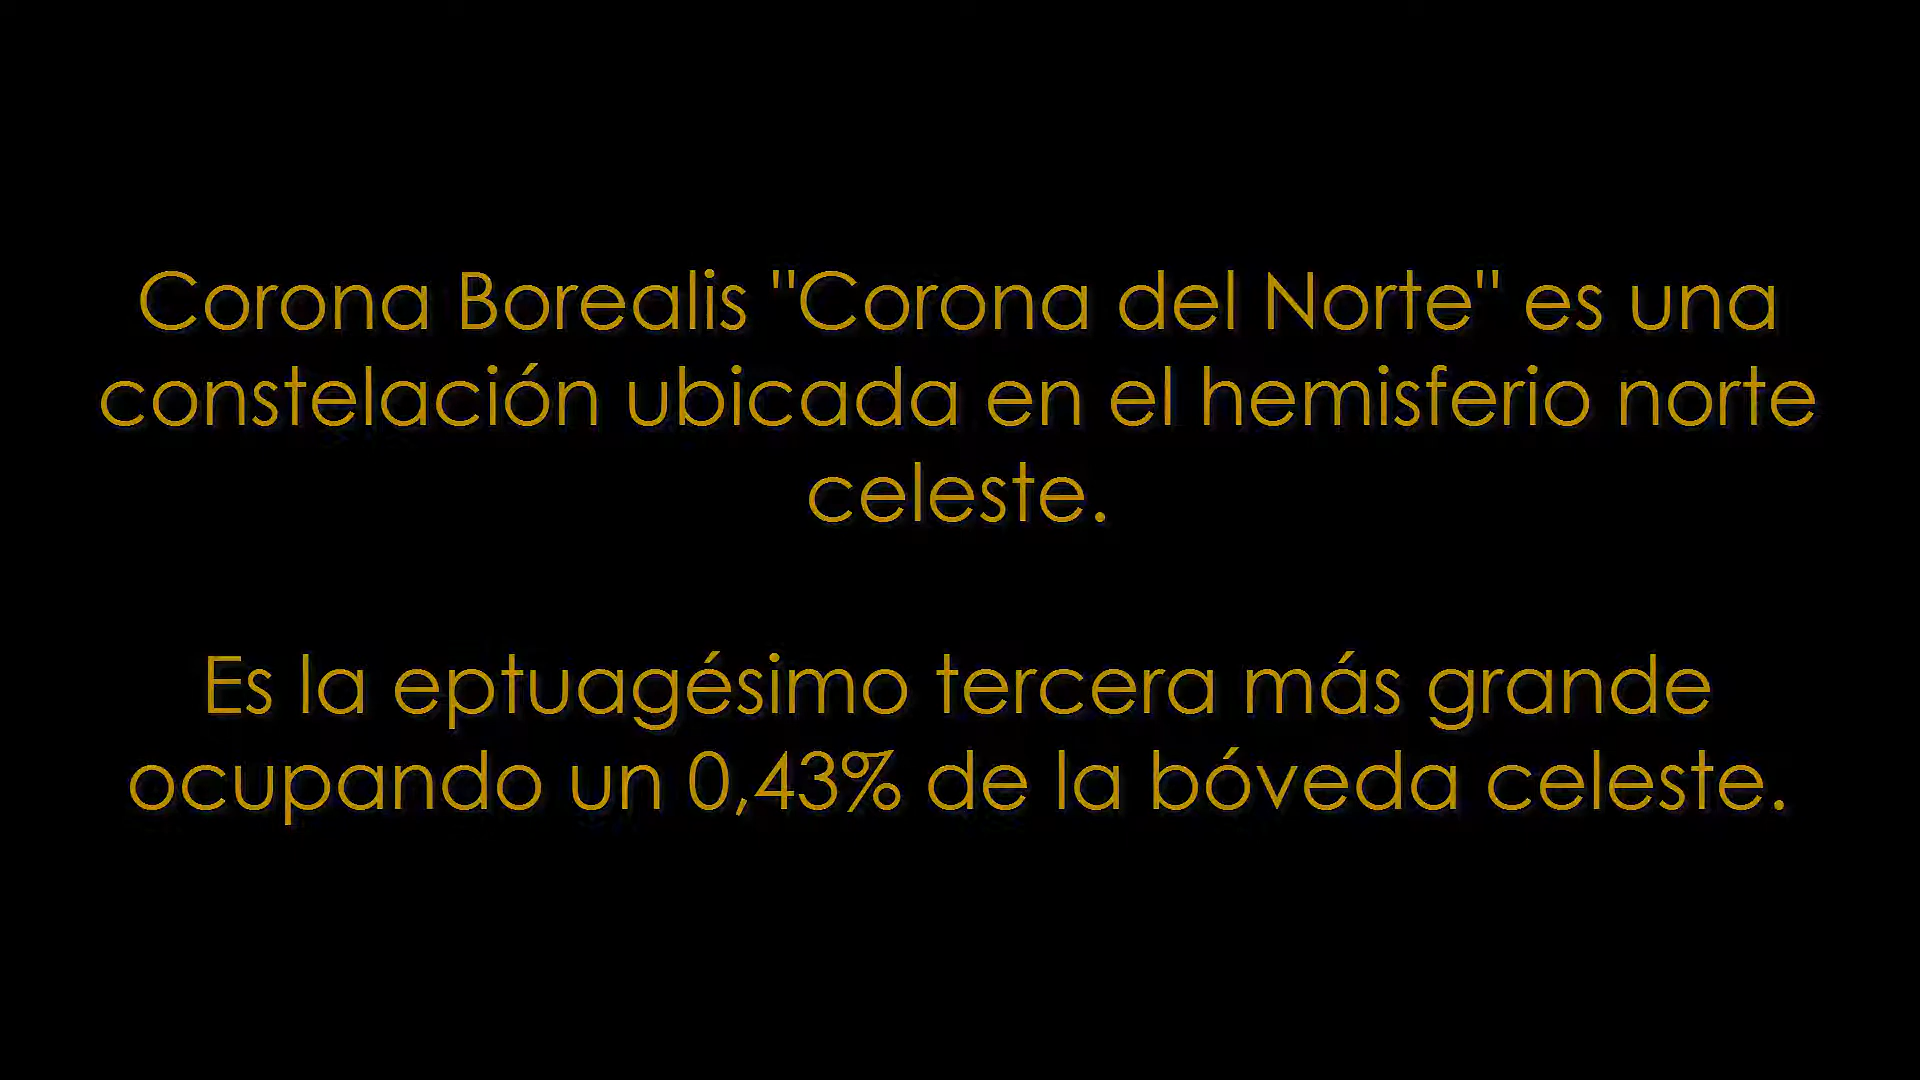 Corona Borealis "Corona del Norte" es una
constelación ubicada en el hemisferio norte
celeste.
Es la eptuagésimo tercera más grande
ocupando un 0,43% de la bóveda celeste.